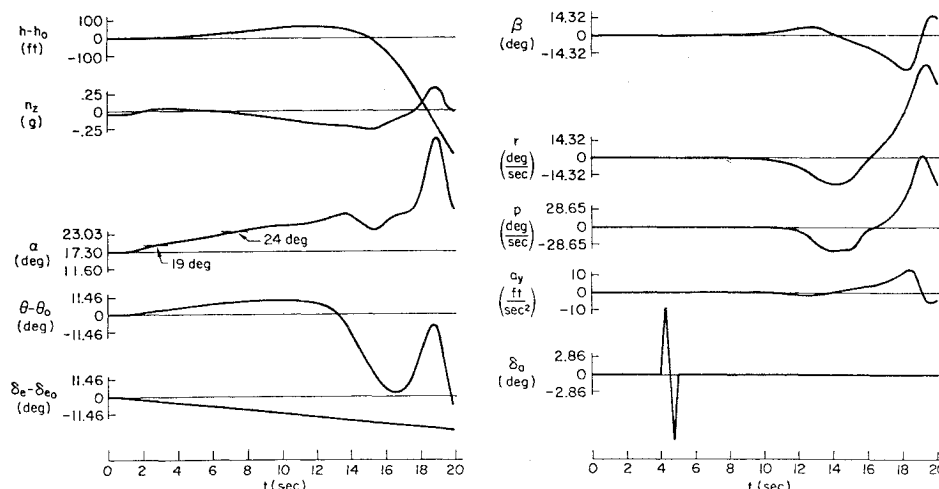 h-h₀
(ft)
100
0
-100
n_z
(g)
.25
0
-.25
α
(deg)
23.03
17.30
11.60
19 deg
24 deg
θ-θ₀
(deg)
11.46
0
-11.46
δ_e-δ_e₀
(deg)
11.46
0
-11.46
0 2 4 6 8 10 12 14 16 18 20
t(sec)
β
(deg)
14.32
0
-14.32
r
(deg/sec)
14.32
0
-14.32
p
(deg/sec)
28.65
0
-28.65
a_y
(ft/sec²)
10
0
-10
δ_a
(deg)
2.86
0
-2.86
0 2 4 6 8 10 12 14 16 18 20
t(sec)